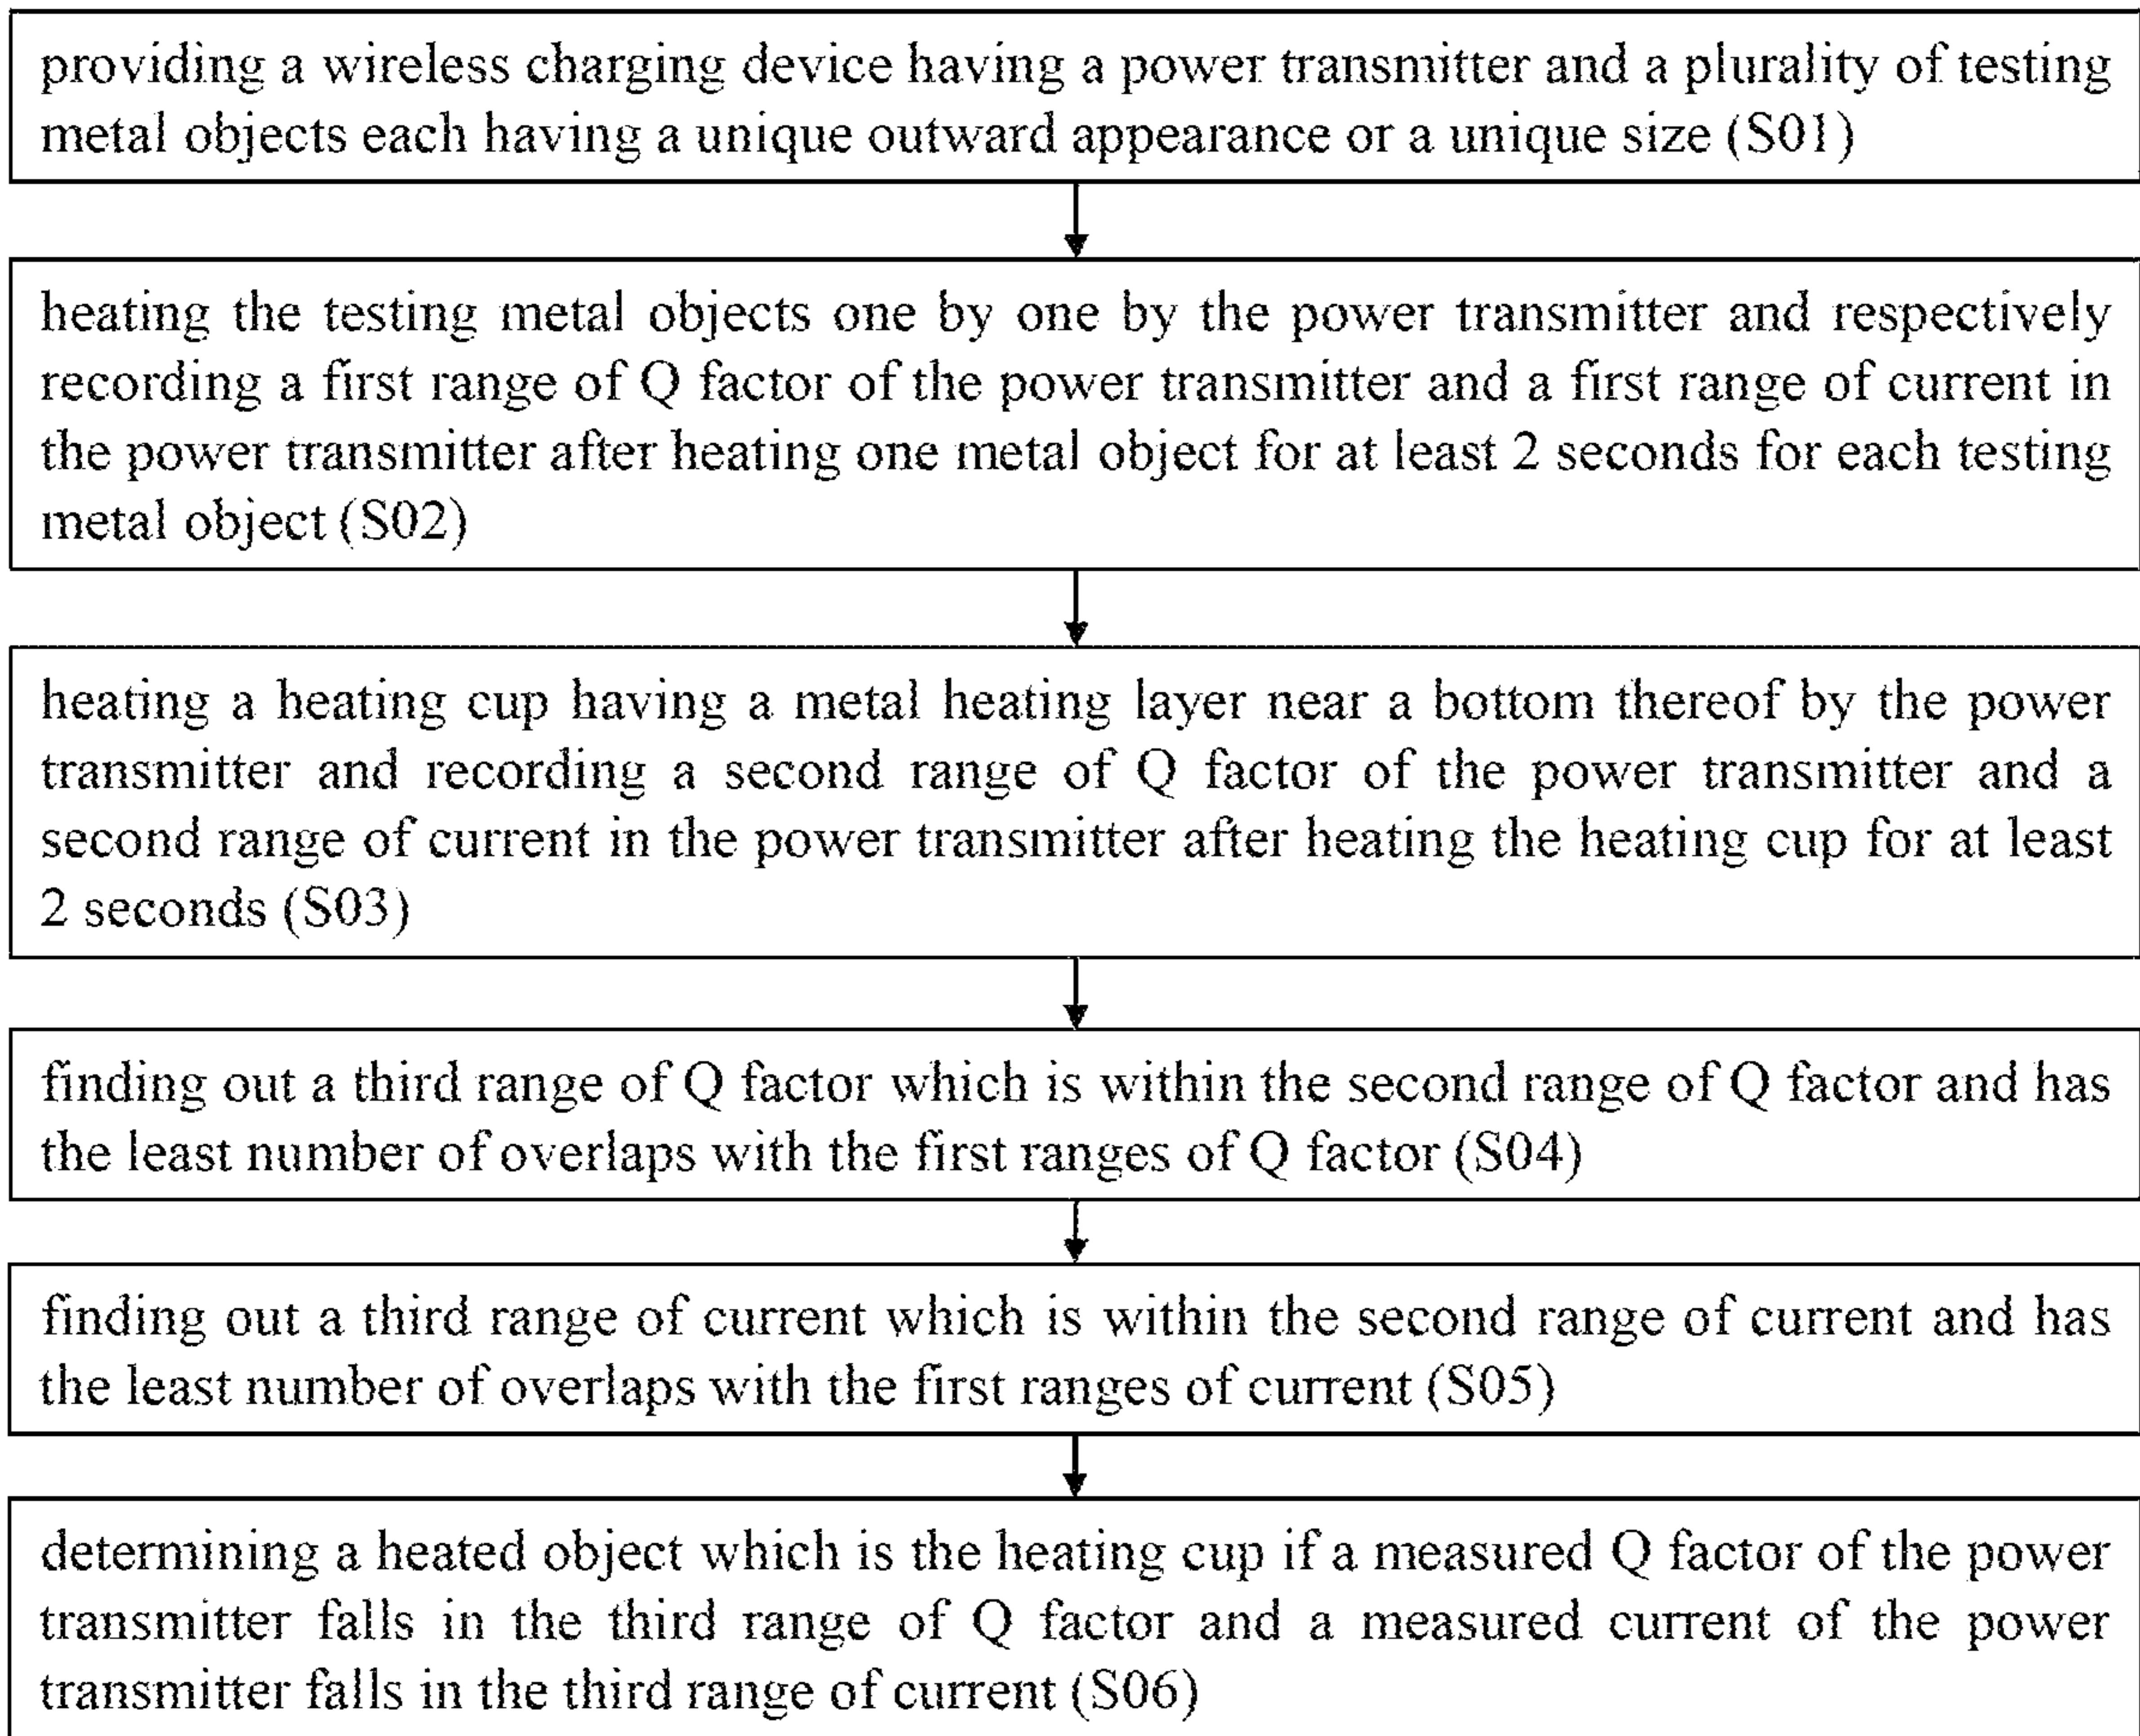 providing a wireless charging device having a power transmitter and a plurality of testing
metal objects each having a unique outward appearance or a unique size (S01)
heating the testing metal objects one by one by the power transmitter and respectively
recording a first range of Q factor of the power transmitter and a first range of current in
the power transmitter after heating one metal object for at least 2 seconds for each testing
metal object (S02)
heating a heating cup having a metal heating layer near a bottom thereof by the power
transmitter and recording a second range of Q factor of the power transmitter and a
second range of current in the power transmitter after heating the heating cup for at least
2 seconds (S03)
finding out a third range of Q factor which is within the second range of Q factor and has
the least number of overlaps with the first ranges of Q factor (S04)
finding out a third range of current which is within the second range of current and has
the least number of overlaps with the first ranges of current (S05)
determining a heated object which is the heating cup if a measured Q factor of the power
transmitter falls in the third range of Q factor and a measured current of the power
transmitter falls in the third range of current (S06)